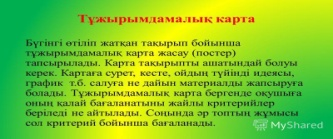 Тұжырымдамалық карта
Бүгінгі өтіліп жатқан тақырып бойынша
тұжырымдамалық карта жасау (постер)
тапсырылады. Карта тақырыпты ашатындай болуы
керек. Картаға сурет, кесте, ойдың түйінді идеясы,
график т.б. салуға не дайын материалды жапсыруға
болады. Тұжырымдамалық карта бергенде оқушыға
оның қалай бағаланатыны жайлы критерийлер
беріледі не айтылады. Соңында әр топтың жұмысы
сол критерий бойынша бағаланады.
MyShared